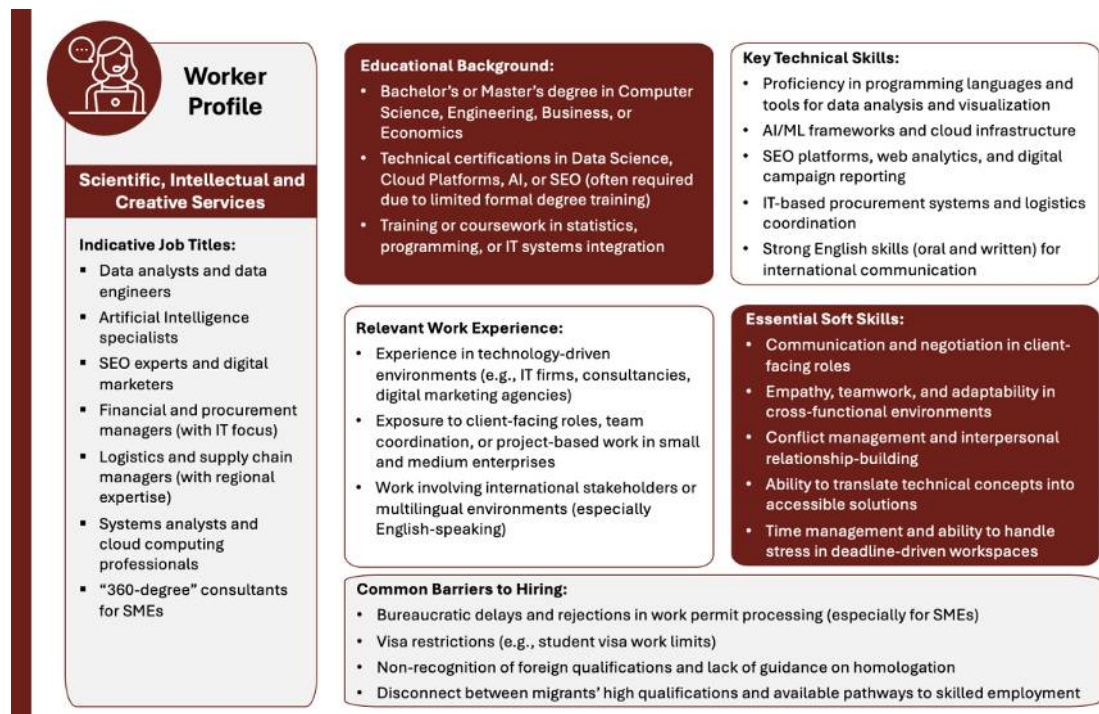 Worker
Profile
Scientific, Intellectual and
Creative Services
Indicative Job Titles:
▪ Data analysts and data
engineers
▪ Artificial Intelligence
specialists
▪ SEO experts and digital
marketers
▪ Financial and procurement
managers (with IT focus)
▪ Logistics and supply chain
managers (with regional
expertise)
▪ Systems analysts and
cloud computing
professionals
▪ “360-degree” consultants
for SMEs
Educational Background:
• Bachelor’s or Master’s degree in Computer
Science, Engineering, Business, or
Economics
• Technical certifications in Data Science,
Cloud Platforms, AI, or SEO (often required
due to limited formal degree training)
• Training or coursework in statistics,
programming, or IT systems integration
Key Technical Skills:
• Proficiency in programming languages and
tools for data analysis and visualization
• AI/ML frameworks and cloud infrastructure
• SEO platforms, web analytics, and digital
campaign reporting
• IT-based procurement systems and logistics
coordination
• Strong English skills (oral and written) for
international communication
Relevant Work Experience:
• Experience in technology-driven
environments (e.g., IT firms, consultancies,
digital marketing agencies)
• Exposure to client-facing roles, team
coordination, or project-based work in small
and medium enterprises
• Work involving international stakeholders or
multilingual environments (especially
English-speaking)
Essential Soft Skills:
• Communication and negotiation in client-
facing roles
• Empathy, teamwork, and adaptability in
cross-functional environments
• Conflict management and interpersonal
relationship-building
• Ability to translate technical concepts into
accessible solutions
• Time management and ability to handle
stress in deadline-driven workspaces
Common Barriers to Hiring:
• Bureaucratic delays and rejections in work permit processing (especially for SMEs)
• Visa restrictions (e.g., student visa work limits)
• Non-recognition of foreign qualifications and lack of guidance on homologation
• Disconnect between migrants’ high qualifications and available pathways to skilled employment